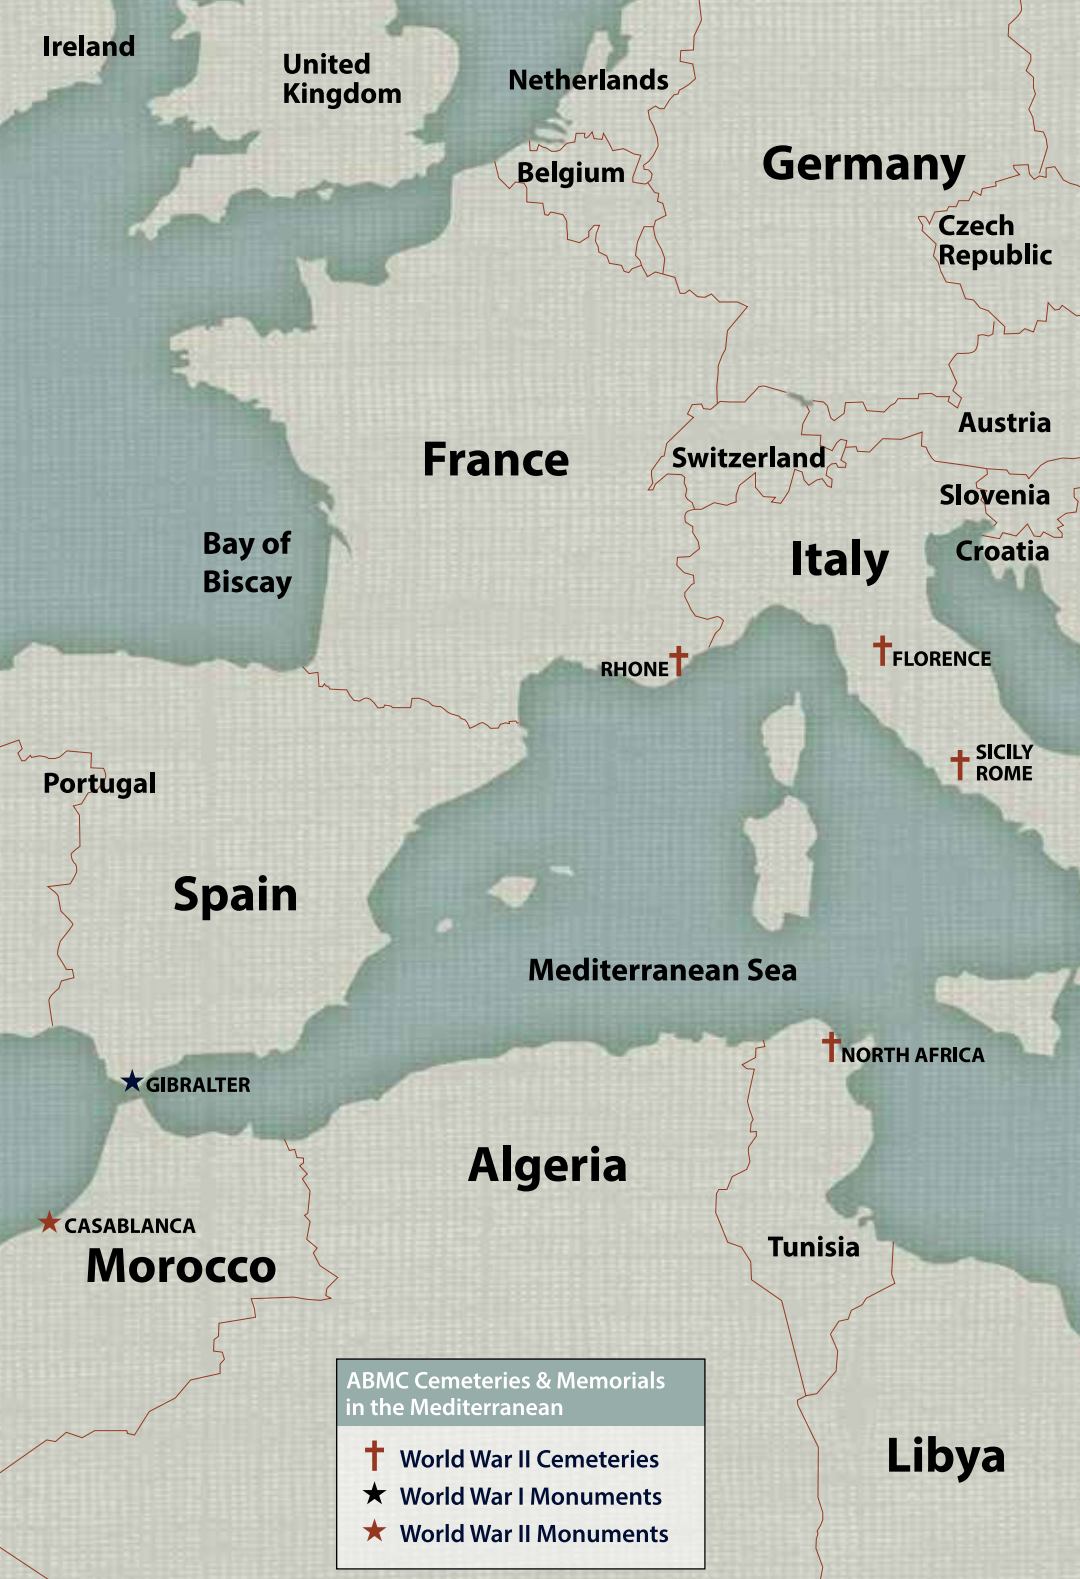 Ireland
United
Kingdom
Netherlands
Belgium
Germany
Czech
Republic
France
Switzerland
Austria
Slovenia
Croatia
Italy
Bay of
Biscay
RHONE
FLORENCE
SICILY
ROME
Portugal
Spain
Mediterranean Sea
NORTH AFRICA
GIBRALTER
Algeria
CASABLANCA
Morocco
Tunisia
Libya
ABMC Cemeteries & Memorials
in the Mediterranean
World War II Cemeteries
World War I Monuments
World War II Monuments